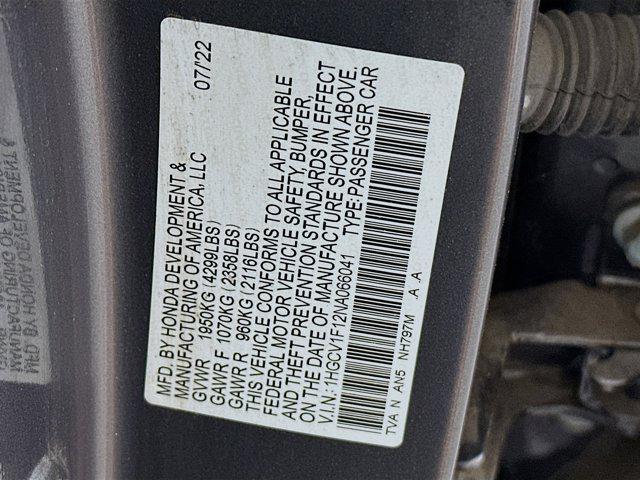 MFD. BY HONDA DEVELOPMENT &
MANUFACTURING OF AMERICA, LLC 07/'22
GVWR 1950KG (4299LBS)
GAWR F 1070KG (2358LBS)
GAWR R 960KG (2116LBS)
THIS VEHICLE CONFORMS TO ALL APPLICABLE
FEDERAL MOTOR VEHICLE SAFETY, BUMPER,
AND THEFT PREVENTION STANDARDS IN EFFECT
ON THE DATE OF MANUFACTURE SHOWN ABOVE.
V.I.N.:1HGCV1F12NA066041 TYPE:PASSENGER CAR
TVA N AN5 NH797M A .A